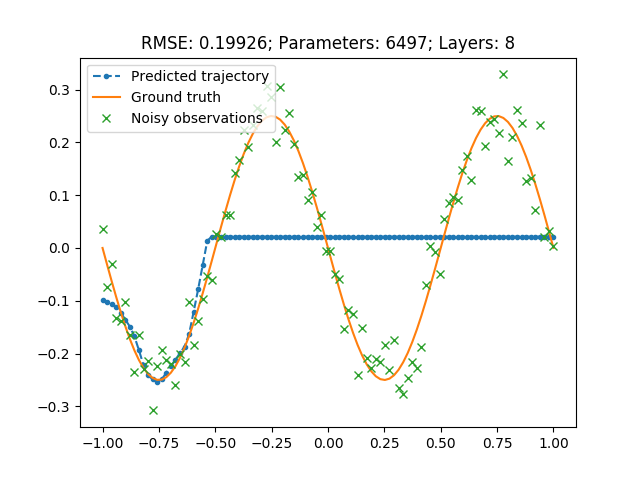 RMSE: 0.19926; Parameters: 6497; Layers: 8
Predicted trajectory
Ground truth
Noisy observations
0.3
0.2
0.1
0.0
−0.1
−0.2
−0.3
−1.00 −0.75 −0.50 −0.25 0.00 0.25 0.50 0.75 1.00